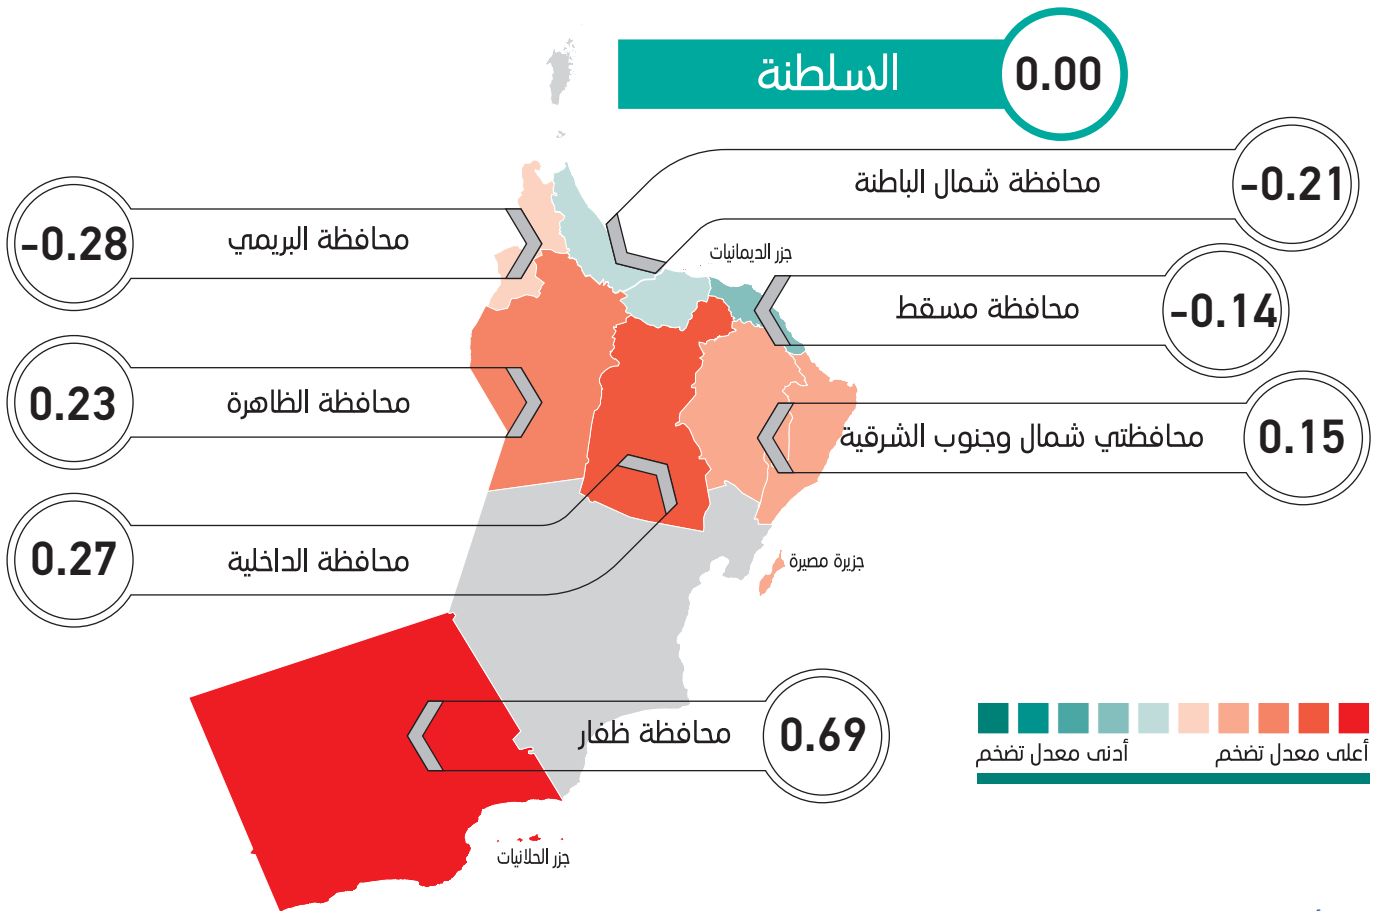 السلطنة
0.00
محافظة شمال الباطنة
-0.21
محافظة البريمي
-0.28
جزر الديمانيات
محافظة مسقط
-0.14
محافظة الظاهرة
0.23
محافظتي شمال وجنوب الشرقية
0.15
محافظة الداخلية
0.27
جزيرة مصيرة
محافظة ظفار
0.69
أعلى معدل تضخم
أدنى معدل تضخم
جزر الحلانيات